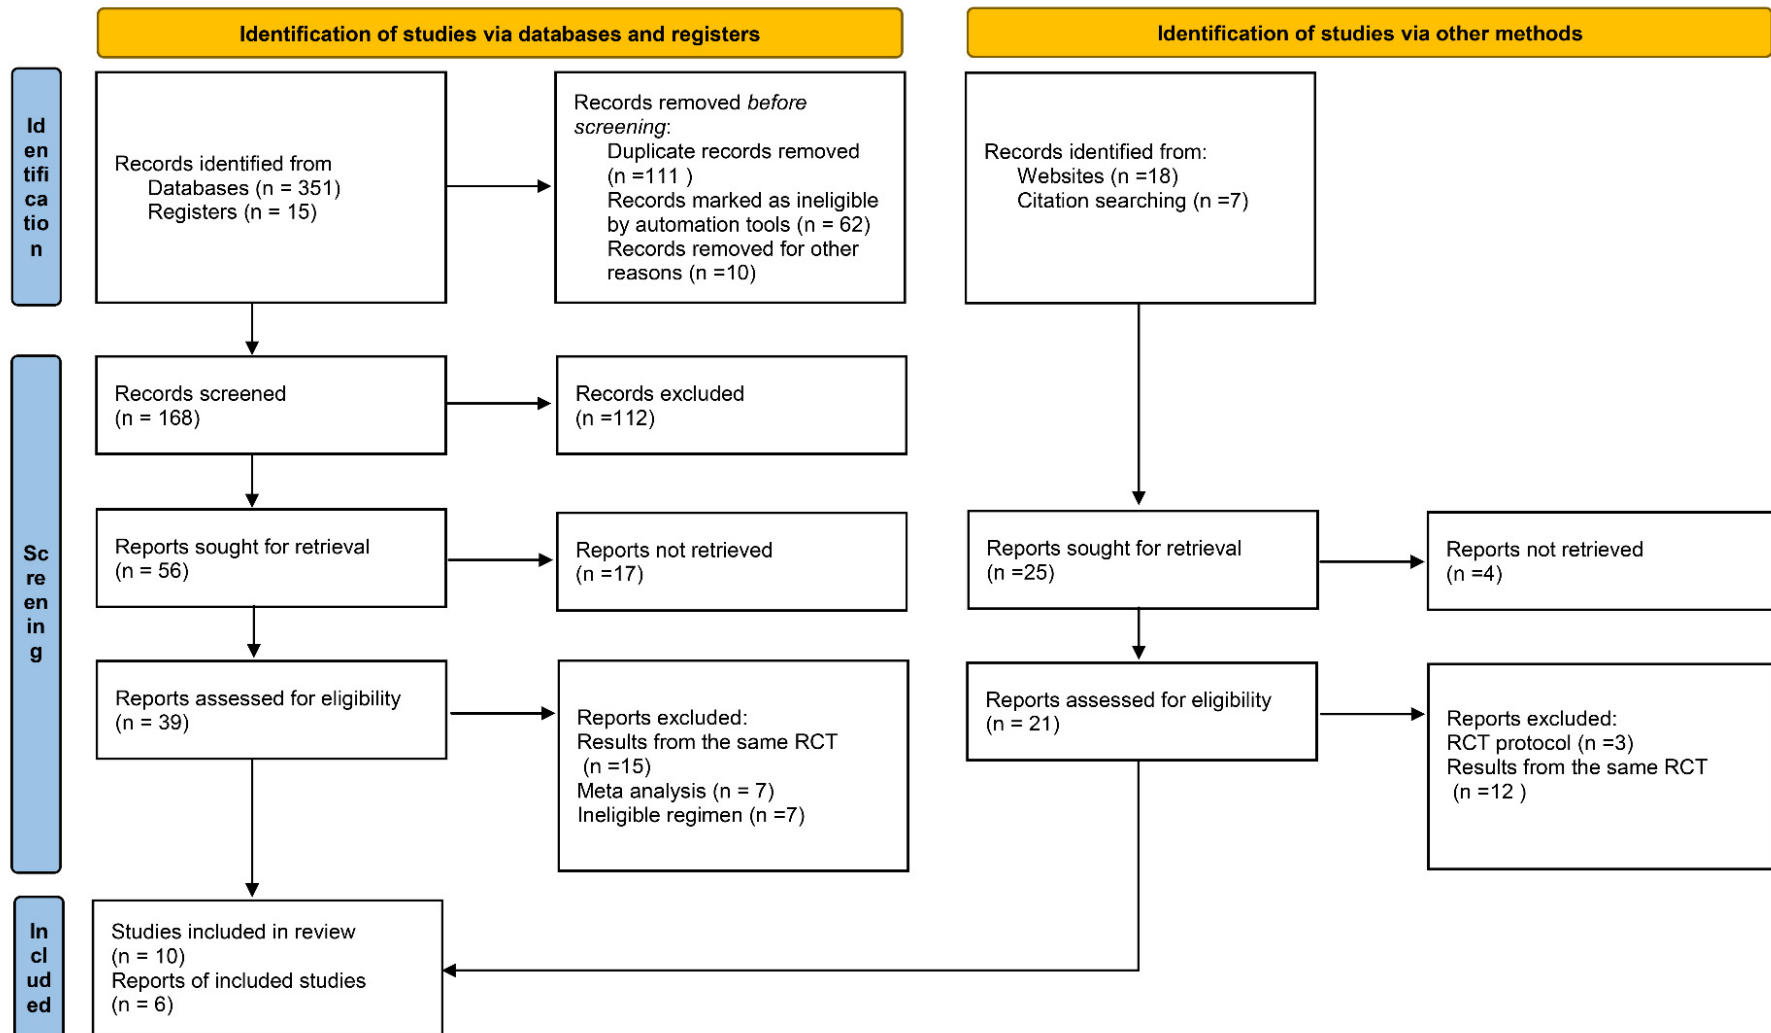 Identification of studies via databases and registers
Identification of studies via other methods
Id
en
tifi
ca
tio
n
Records identified from
Databases (n = 351)
Registers (n = 15)
Records removed before
screening:
Duplicate records removed
(n =111 )
Records marked as ineligible
by automation tools (n = 62)
Records removed for other
reasons (n =10)
Records identified from:
Websites (n =18)
Citation searching (n =7)
Sc
re
en
in
g
Records screened
(n = 168)
Records excluded
(n =112)
Reports sought for retrieval
(n = 56)
Reports not retrieved
(n =17)
Reports sought for retrieval
(n =25)
Reports not retrieved
(n =4)
Reports assessed for eligibility
(n = 39)
Reports excluded:
Results from the same RCT
(n =15)
Meta analysis (n = 7)
Ineligible regimen (n =7)
Reports assessed for eligibility
(n = 21)
Reports excluded:
RCT protocol (n =3)
Results from the same RCT
(n =12 )
In
cl
ud
ed
Studies included in review
(n = 10)
Reports of included studies
(n = 6)